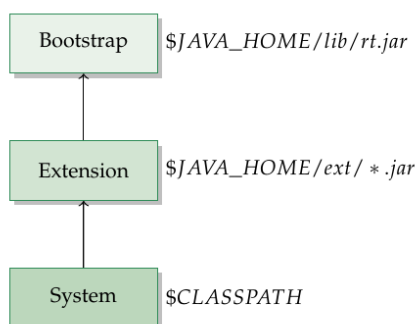 Bootstrap $JAVA_HOME/lib/rt.jar
Extension $JAVA_HOME/ext/*.jar
System $CLASSPATH